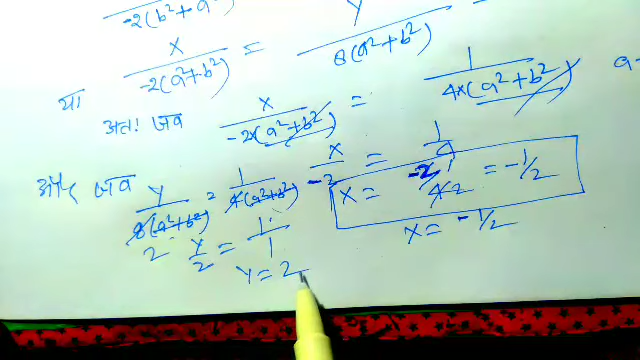 -2(b²+a²
x/-2(a²+b²) = y/8(a²+b²)
या
अतः जब x/-2×(a²+b²) = 1/4×(a²+b²)
और जब y/8(a²+b²) = 1/4(a²+b²)
x/-2 = 1/4
x = -2/4 = -1/2
2
y/2 = 1/1
x = -1/2
y = 2